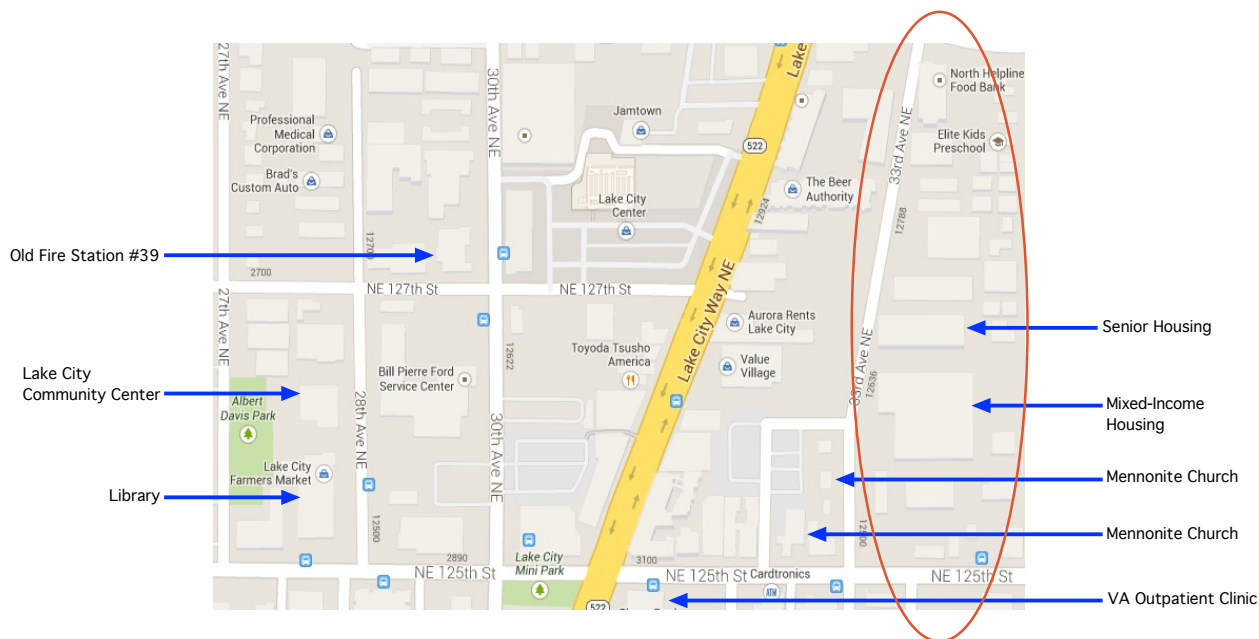 27th Ave NE
30th Ave NE
Lake
33rd Ave NE
North Helpline
Food Bank
Professional
Medical
Corporation
Jamtown
522
Elite Kids
Preschool
Brad's
Custom Auto
The Beer
Authority
Lake City
Center
12924
12788
12700
Old Fire Station #39
2700
NE 127th St
NE 127th St
27th Ave NE
Lake City Way NE
Aurora Rents
Lake City
Senior Housing
12622
Toyoda Tsusho
America
Value
Village
33rd Ave NE
12636
Bill Pierre Ford
Service Center
Lake City
Community Center
Albert
Davis Park
28th Ave NE
30th Ave NE
Mixed-Income
Housing
Lake City
Farmers Market
Library
Mennonite Church
12500
12500
Mennonite Church
2890
Lake City
Mini Park
3100
NE 125th St
NE 125th St
Cardtronics
NE 125th St
ATM
522
VA Outpatient Clinic